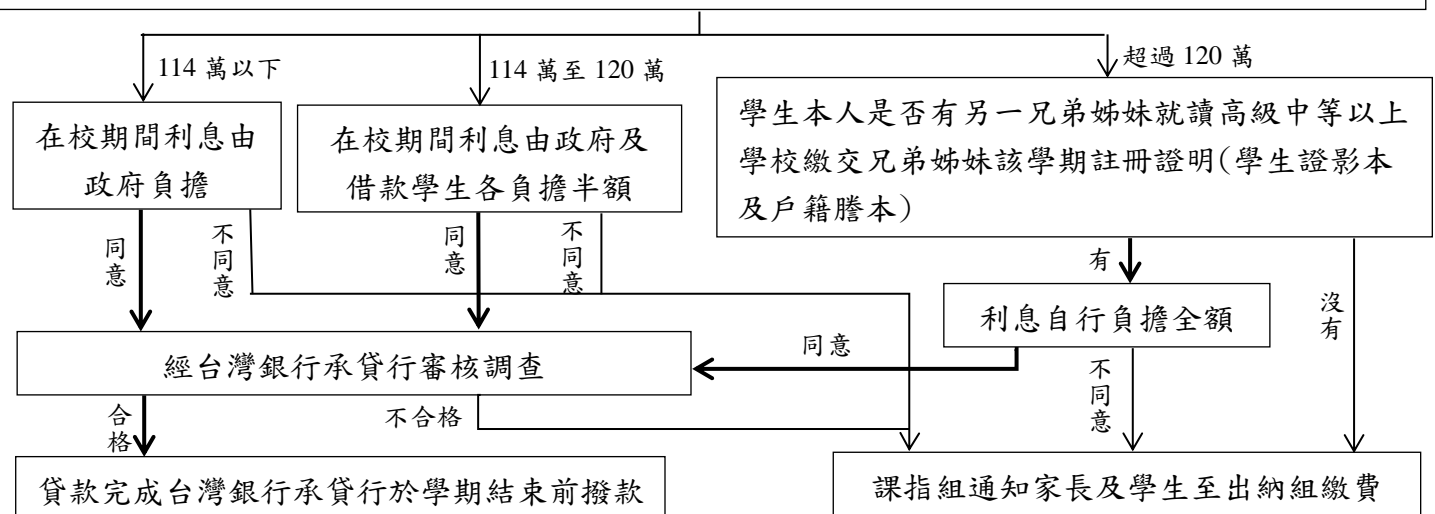 114 萬以下
114 萬至 120 萬
超過 120 萬
在校期間利息由
政府負擔
在校期間利息由政府及
借款學生各負擔半額
學生本人是否有另一兄弟姊妹就讀高級中等以上
學校繳交兄弟姊妹該學期註冊證明(學生證影本
及戶籍謄本)
同意
不同意
同意
不同意
有
沒有
利息自行負擔全額
經台灣銀行承貸行審核調查
同意
不同意
合格
不合格
貸款完成台灣銀行承貸行於學期結束前撥款
課指組通知家長及學生至出納組繳費